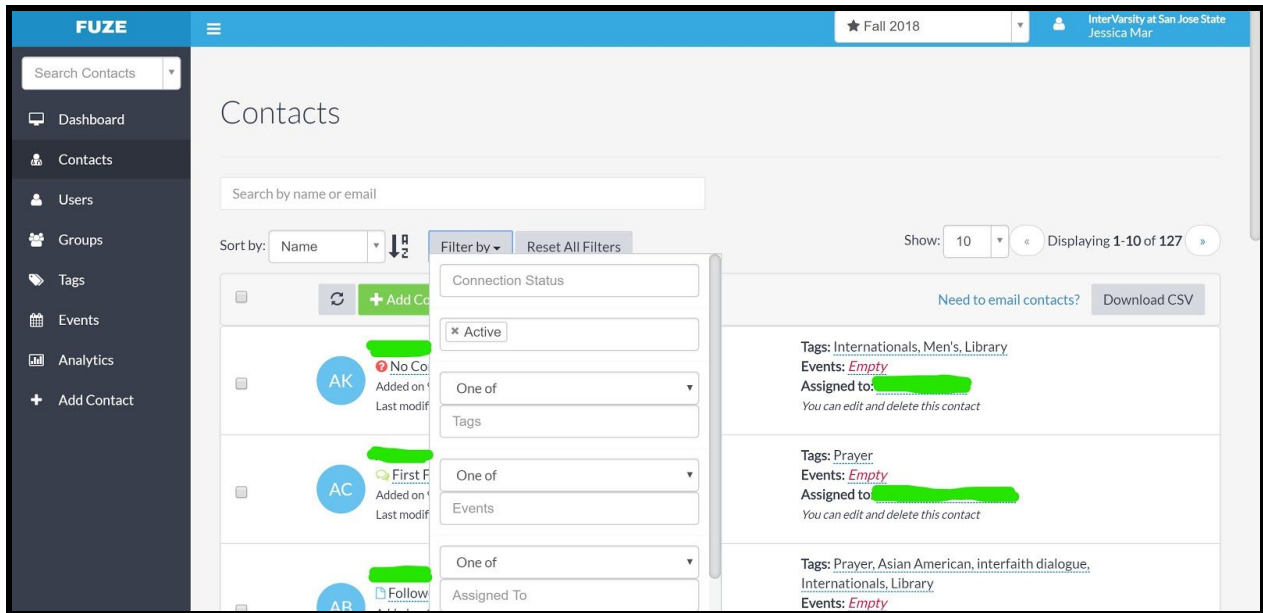 FUZE
Fall 2018
InterVarsity at San Jose State
Jessica Mar
Search Contacts
Dashboard
Contacts
Users
Groups
Tags
Events
Analytics
Add Contact
Contacts
Search by name or email
Sort by: Name
Filter by
Reset All Filters
Show: 10
« Displaying 1-10 of 127 »
+ Add Co
Need to email contacts?
Download CSV
Connection Status
× Active
One of
Tags
One of
Events
One of
Assigned To
AK
No Co
Added on
Last modif
Tags: Internationals, Men's, Library
Events: Empty
Assigned to:
You can edit and delete this contact
AC
First F
Added on
Last modif
Tags: Prayer
Events: Empty
Assigned to
You can edit and delete this contact
AB
Follow
Tags: Prayer, Asian American, interfaith dialogue,
Internationals, Library
Events: Empty